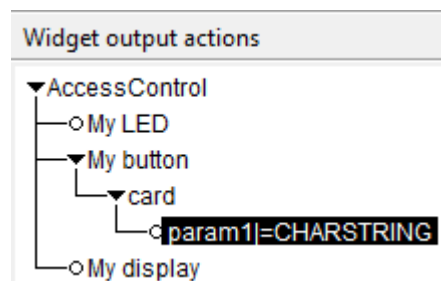 Widget output actions
AccessControl
My LED
My button
card
param1|=CHARSTRING
My display